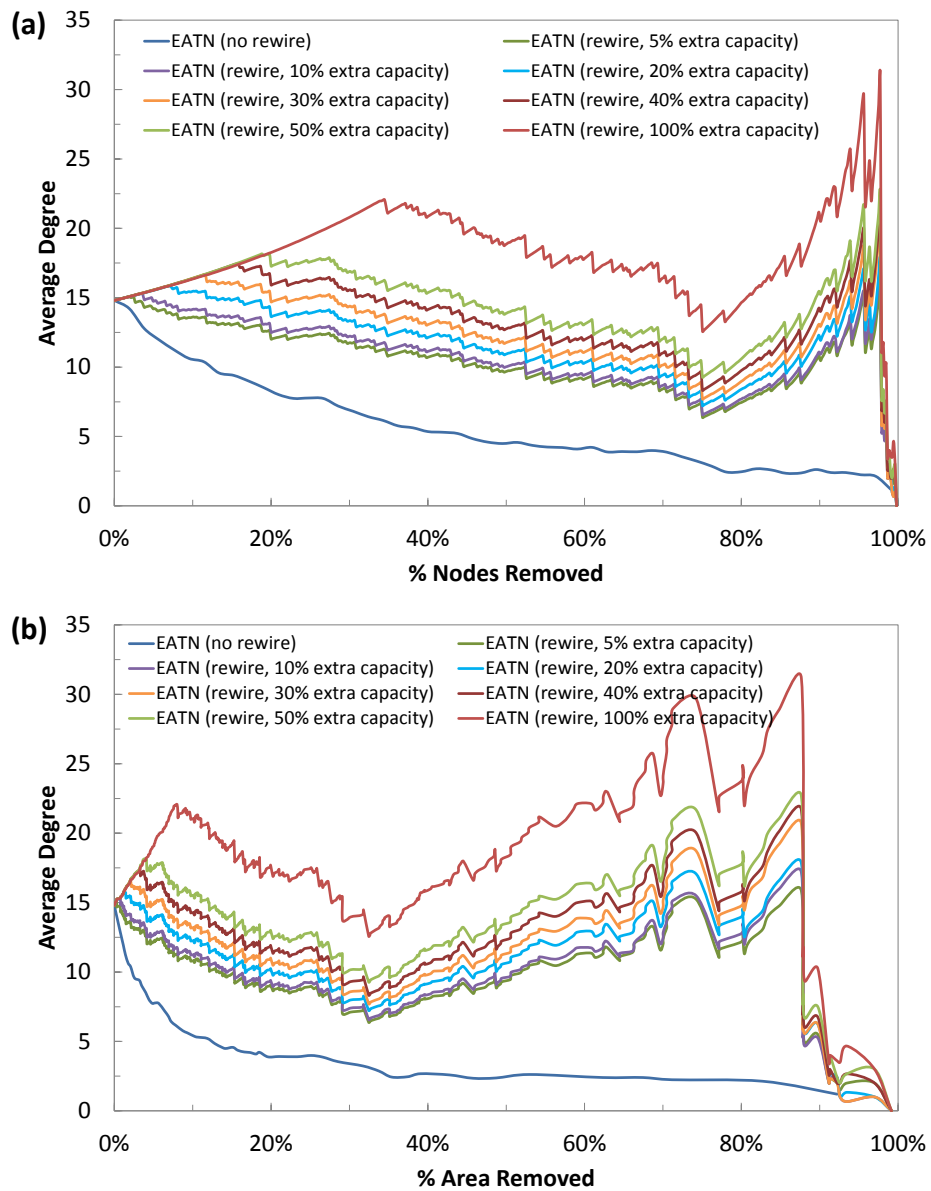 (a)
35
30
25
20
15
10
5
0
Average Degree
EATN (no rewire)
EATN (rewire, 5% extra capacity)
EATN (rewire, 10% extra capacity)
EATN (rewire, 20% extra capacity)
EATN (rewire, 30% extra capacity)
EATN (rewire, 40% extra capacity)
EATN (rewire, 50% extra capacity)
EATN (rewire, 100% extra capacity)
0% 20% 40% 60% 80% 100%
% Nodes Removed
(b)
35
30
25
20
15
10
5
0
Average Degree
EATN (no rewire)
EATN (rewire, 5% extra capacity)
EATN (rewire, 10% extra capacity)
EATN (rewire, 20% extra capacity)
EATN (rewire, 30% extra capacity)
EATN (rewire, 40% extra capacity)
EATN (rewire, 50% extra capacity)
EATN (rewire, 100% extra capacity)
0% 20% 40% 60% 80% 100%
% Area Removed